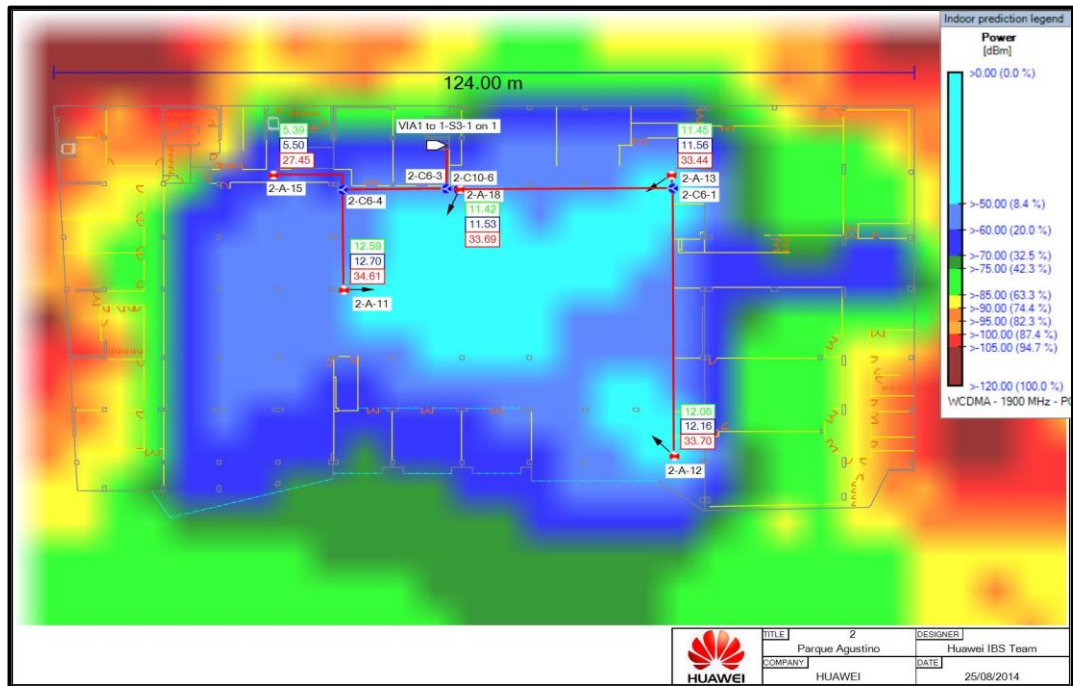 Indoor prediction legend
Power
[dBm]
>0.00 (0.0 %)
>-50.00 (8.4 %)
>-60.00 (20.0 %)
>-70.00 (32.5 %)
>-75.00 (42.3 %)
>-85.00 (63.3 %)
>-90.00 (74.4 %)
>-95.00 (82.3 %)
>-100.00 (87.4 %)
>-105.00 (94.7 %)
>-120.00 (100.0 %)
WCDMA - 1900 MHz - PC
124.00 m
VIA1 to 1-S3-1 on 1
5.39
5.50
27.45
2-A-15
2-C6-4
2-C6-3
2-C10-6
2-A-18
11.42
11.53
33.69
11.45
11.56
33.44
2-A-13
2-C6-1
12.59
12.70
34.61
2-A-11
12.05
12.16
33.70
2-A-12
HUAWEI
TITLE
2
Parque Agustino
DESIGNER
Huawei IBS Team
COMPANY
HUAWEI
DATE
25/08/2014